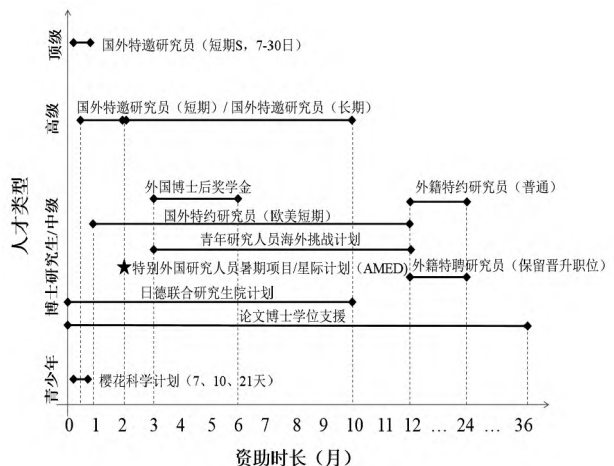 顶级
国外特邀研究员（短期S，7-30日）
高级
国外特邀研究员（短期）/ 国外特邀研究员（长期）
人才类型
博士研究生/中级
外国博士后奖学金
外籍特约研究员（普通）
国外特约研究员（欧美短期）
青年研究人员海外挑战计划
★特别外国研究人员暑期项目/星际计划（AMED)
外籍特聘研究员（保留晋升职位）
日德联合研究生院计划
论文博士学位支援
青少年
樱花科学计划（7、10、21天）
0 1 2 3 4 5 6 7 8 9 10 11 12 … 24 … 36
资助时长（月）